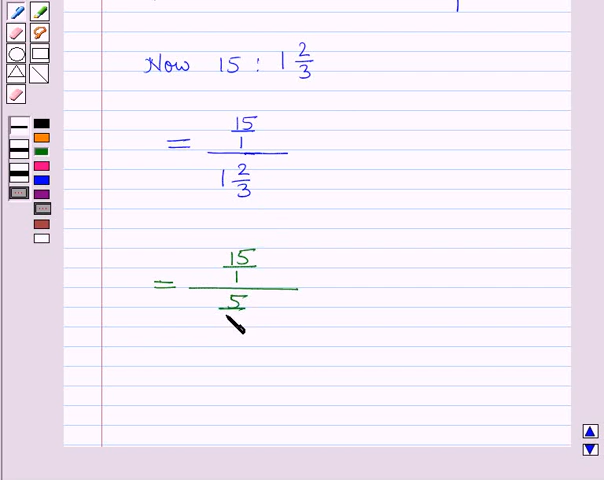 Now 15 : 1 2/3
= 15/1
1 2/3
= 15/1
5